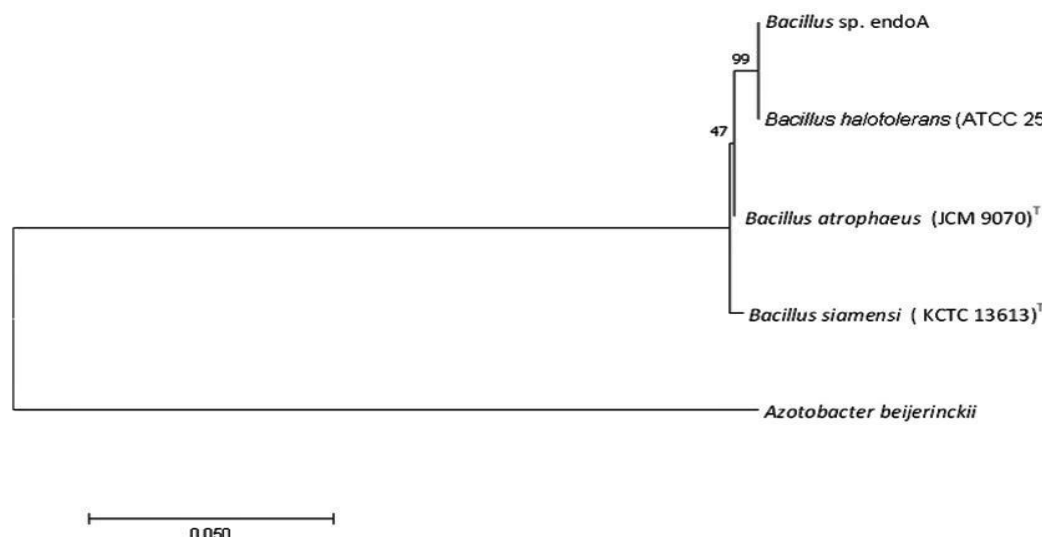 Bacillus sp. endoA
99
Bacillus halotolerans (ATCC 25
47
Bacillus atrophaeus (JCM 9070)T
Bacillus siamensi ( KCTC 13613)T
Azotobacter beijerinckii
0.050